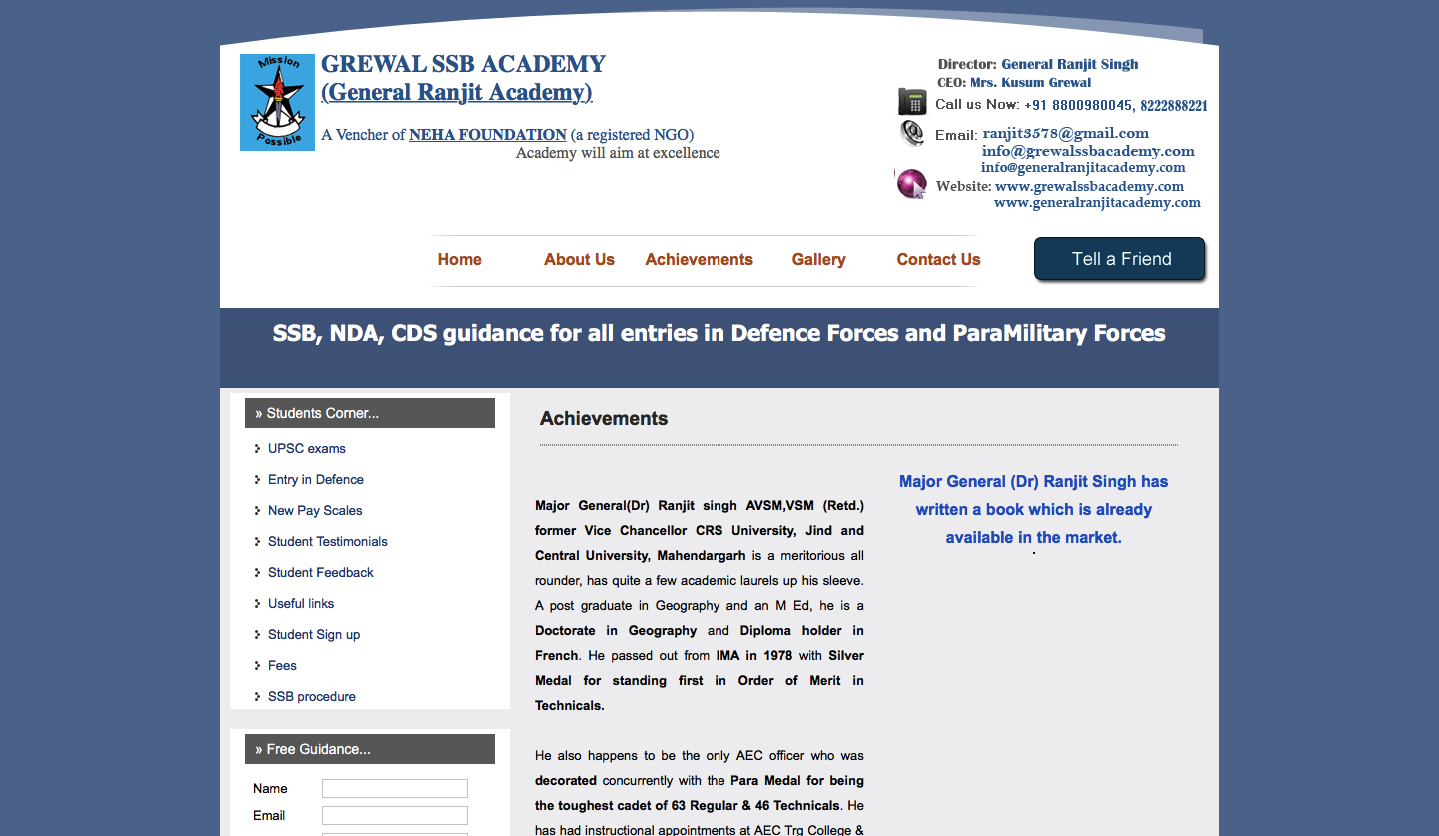 Mission
Possible
GREWAL SSB ACADEMY
(General Ranjit Academy)
A Vencher of NEHA FOUNDATION (a registered NGO)
Academy will aim at excellence
Director: General Ranjit Singh
CEO: Mrs. Kusum Grewal
Call us Now: +91 8800980045, 8222888221
Email: ranjit3578@gmail.com
info@grewalssbacademy.com
info@generalranjitacademy.com
Website: www.grewalssbacademy.com
www.generalranjitacademy.com
Home About Us Achievements Gallery Contact Us
Tell a Friend
SSB, NDA, CDS guidance for all entries in Defence Forces and ParaMilitary Forces
» Students Corner...
UPSC exams
Entry in Defence
New Pay Scales
Student Testimonials
Student Feedback
Useful links
Student Sign up
Fees
SSB procedure
» Free Guidance...
Name
Email
Achievements
Major General(Dr) Ranjit singh AVSM,VSM (Retd.)
former Vice Chancellor CRS University, Jind and
Central University, Mahendargarh is a meritorious all
rounder, has quite a few academic laurels up his sleeve.
A post graduate in Geography and an M Ed, he is a
Doctorate in Geography and Diploma holder in
French. He passed out from IMA in 1978 with Silver
Medal for standing first in Order of Merit in
Technicals.
He also happens to be the only AEC officer who was
decorated concurrently with the Para Medal for being
the toughest cadet of 63 Regular & 46 Technicals. He
has had instructional appointments at AEC Trg College &
Major General (Dr) Ranjit Singh has
written a book which is already
available in the market.